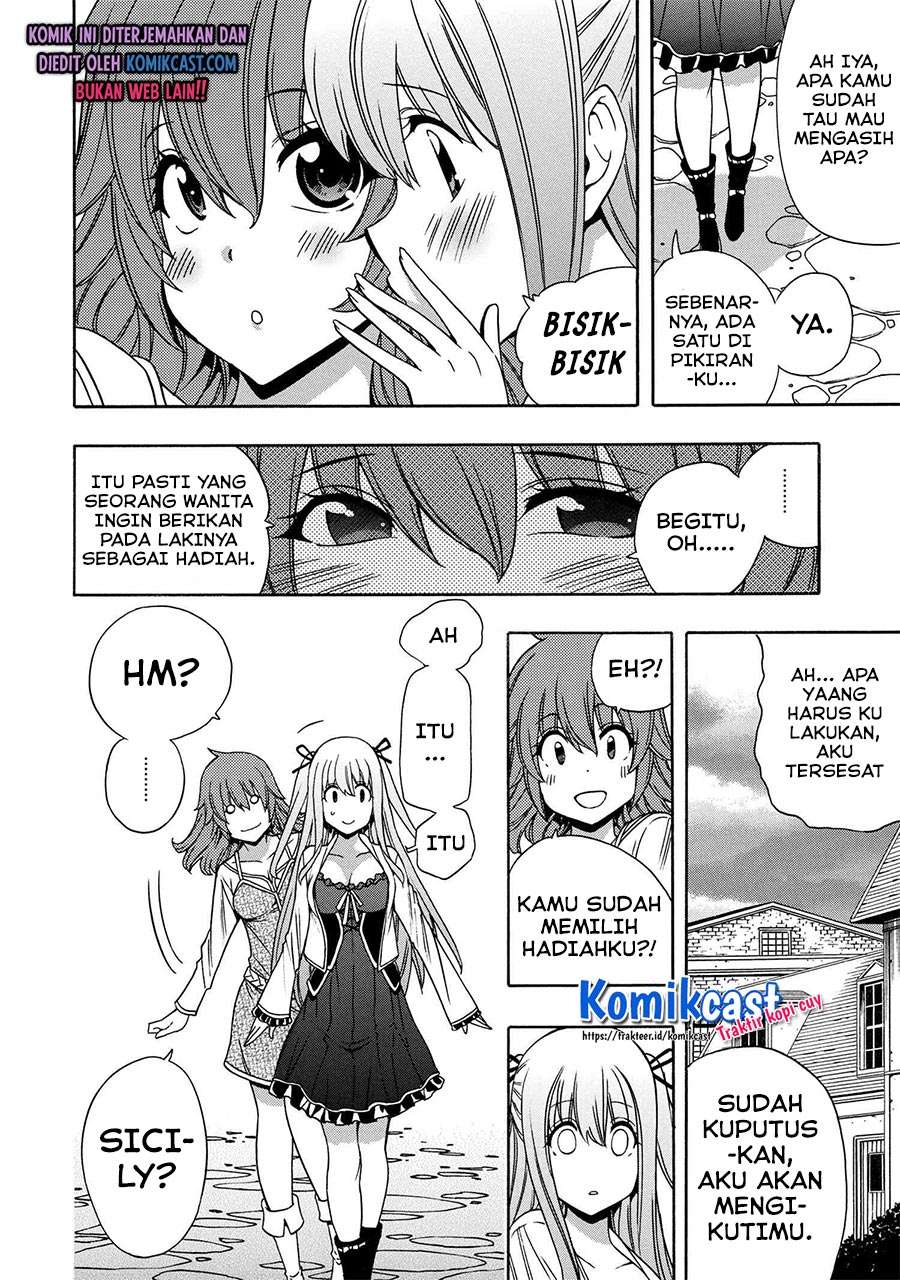 KOMIK INI DITERJEMAHKAN DAN
DIEDIT OLEH KOMIKCAST.COM
BUKAN WEB LAIN!!
AH IYA,
APA KAMU
SUDAH
TAU MAU
MENGASIH
APA?
YA.
SEBENAR-
NYA, ADA
SATU DI
PIKIRAN
-KU...
BISIK-
BISIK
........
BEGITU,
OH.....
ITU PASTI YANG
SEORANG WANITA
INGIN BERIKAN
PADA LAKINYA
SEBAGAI HADIAH.
AH... APA
YAANG
HARUS KU
LAKUKAN,
AKU
TERSESAT
SUDAH
KUPUTUS
-KAN,
AKU AKAN
MENGI-
KUTIMU.
EH?!
KAMU SUDAH
MEMILIH
HADIAHKU?!
Komikcast
Traktir kopi cuy
https://trakteer.id/komikcast
AH
ITU
...
ITU
HM?
........
SICI-
LY?